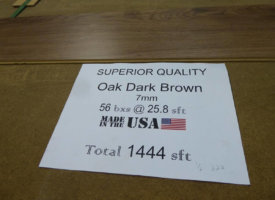 SUPERIOR QUALITY
Oak Dark Brown
7mm
56 bxs @ 25.8 sft
MADE IN THE USA
Total 1444 sft